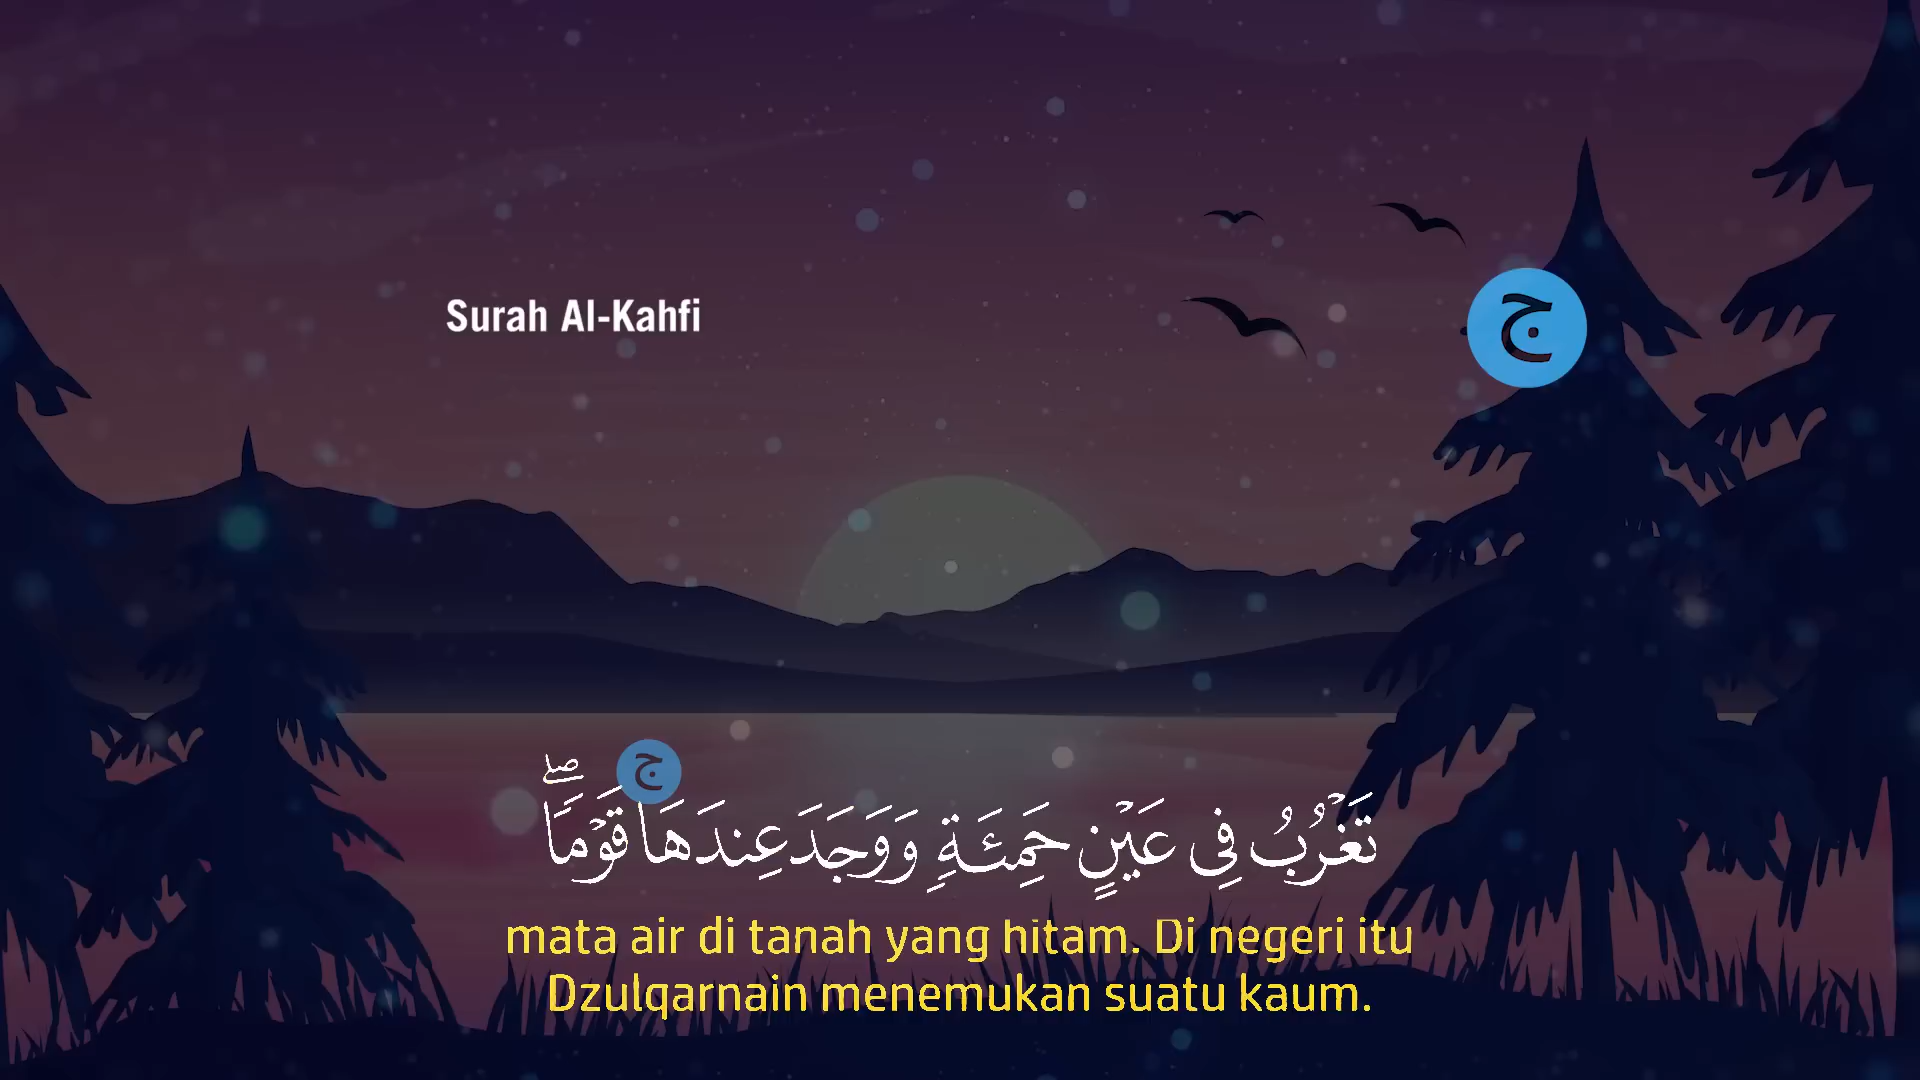 Surah Al-Kahfi
ج
ج
تَغْرُبُ فِى عَيْنٍ حَمِئَةٍ وَوَجَدَ عِندَهَا قَوْمًا ۖ
mata air di tanah yang hitam. Di negeri itu
Dzulqarnain menemukan suatu kaum.